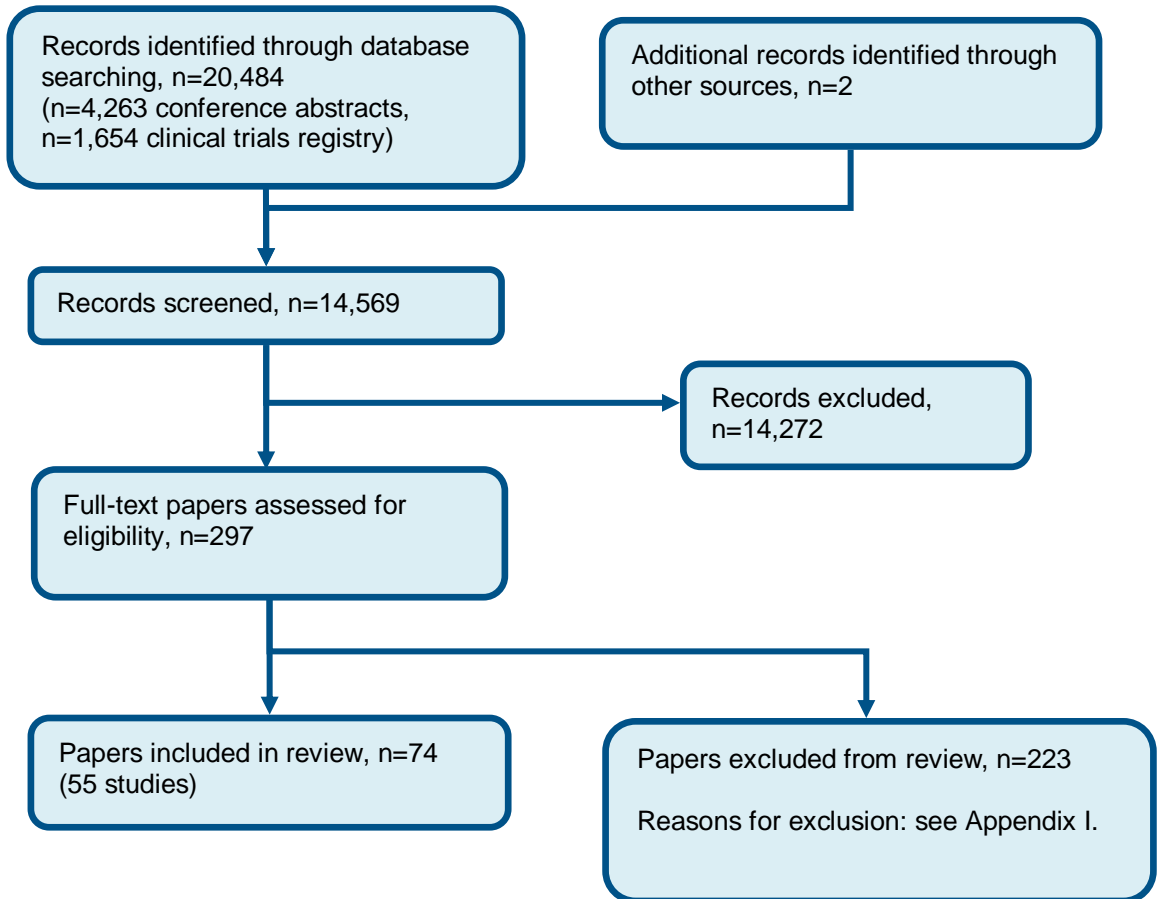 Records identified through database
searching, n=20,484
(n=4,263 conference abstracts,
n=1,654 clinical trials registry)
Additional records identified through
other sources, n=2
Records screened, n=14,569
Records excluded,
n=14,272
Full-text papers assessed for
eligibility, n=297
Papers included in review, n=74
(55 studies)
Papers excluded from review, n=223
Reasons for exclusion: see Appendix I.